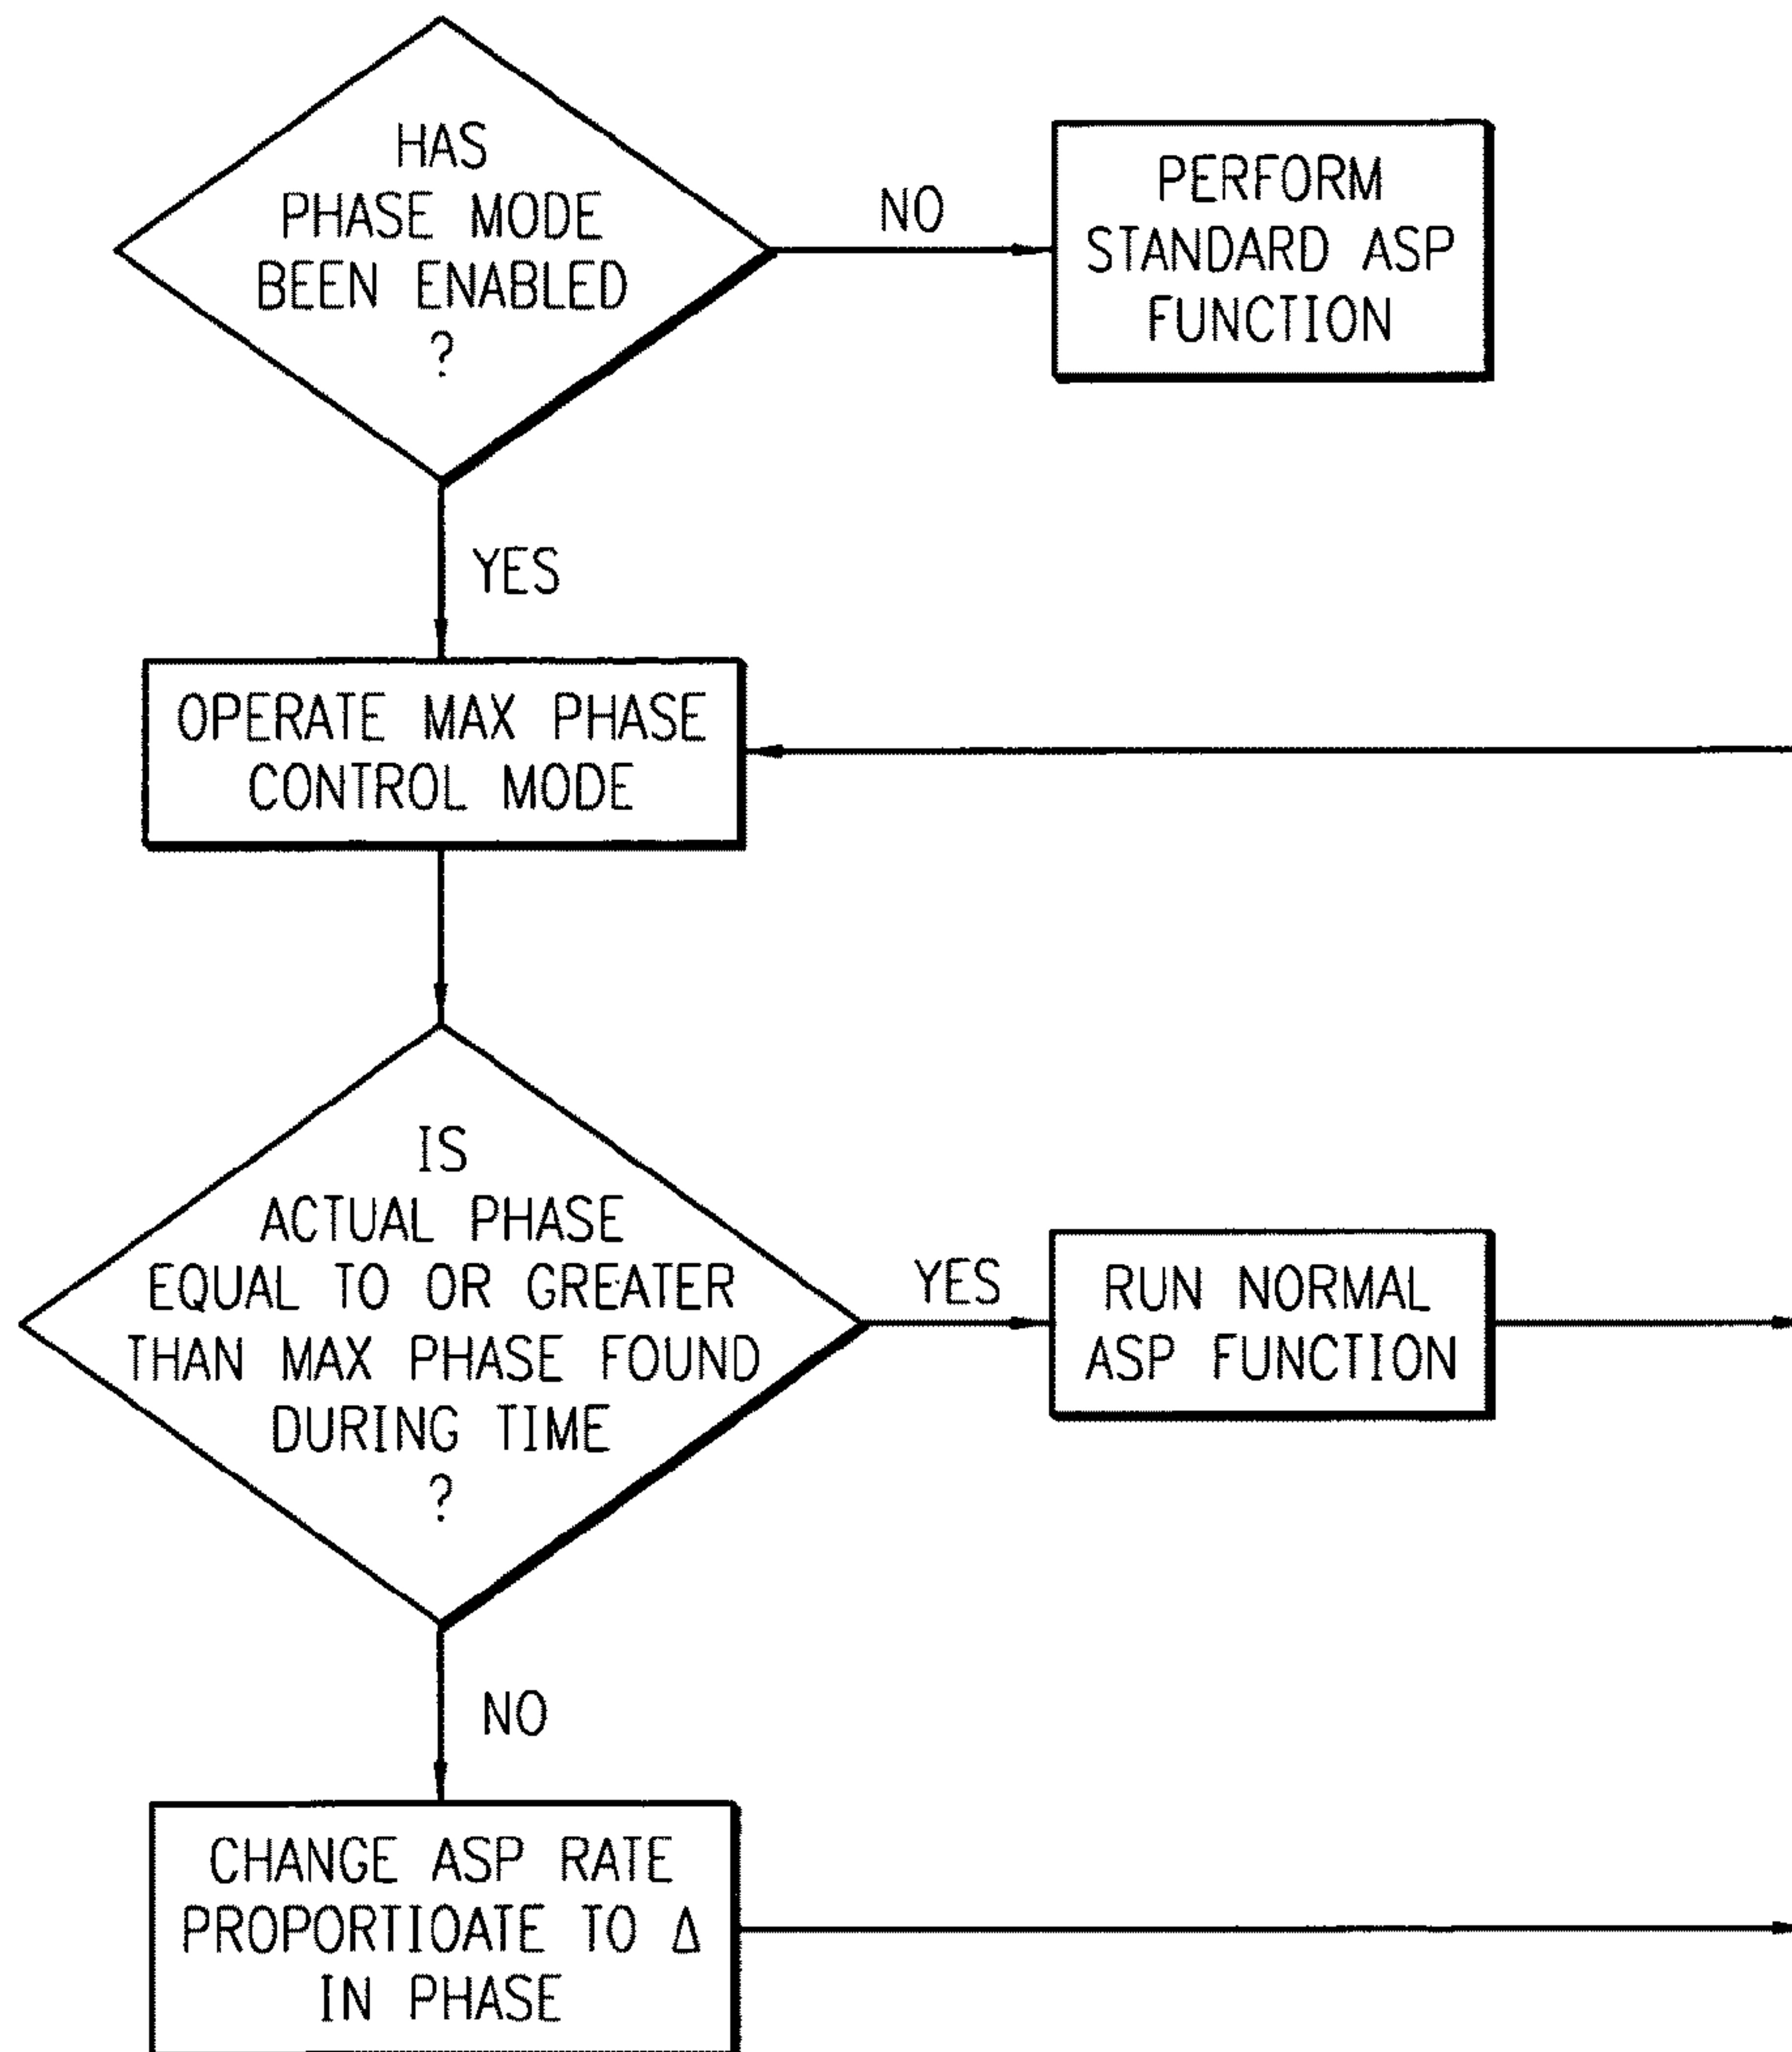 HAS
PHASE MODE
BEEN ENABLED
?
NO
PERFORM
STANDARD ASP
FUNCTION
YES
OPERATE MAX PHASE
CONTROL MODE
IS
ACTUAL PHASE
EQUAL TO OR GREATER
THAN MAX PHASE FOUND
DURING TIME
?
YES
RUN NORMAL
ASP FUNCTION
NO
CHANGE ASP RATE
PROPORTIOATE TO Δ
IN PHASE